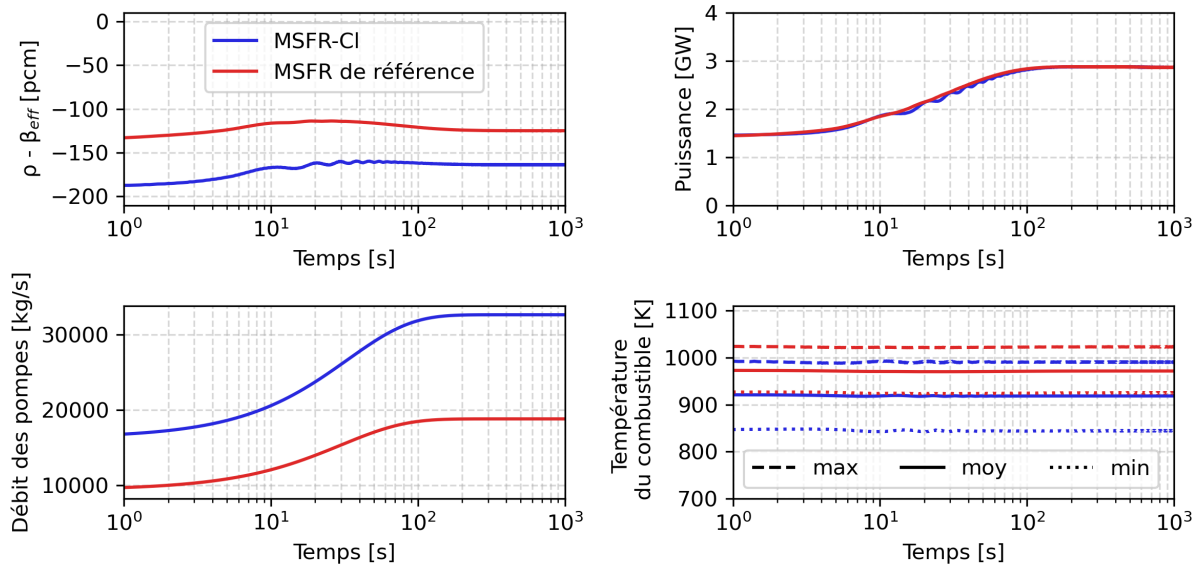 ρ - β_eff [pcm]
0
−50
−100
−150
−200
MSFR-Cl
MSFR de référence
10^0
10^1
10^2
10^3
Temps [s]
Puissance [GW]
4
3
2
1
0
10^0
10^1
10^2
10^3
Temps [s]
Débit des pompes [kg/s]
30000
20000
10000
10^0
10^1
10^2
10^3
Temps [s]
Température
du combustible [K]
1100
1000
900
800
700
max
moy
min
10^0
10^1
10^2
10^3
Temps [s]